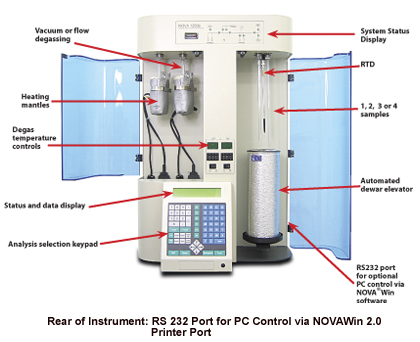 Vacuum or flow
degassing
NOVA
System Status
Display
RTD
Heating
mantles
1, 2, 3 or 4
samples
Degas
temperature
controls
Automated
dewar elevator
Status and data display
Analysis selection keypad
RS232 port
for optional
PC control via
NOVA®Win
software
Rear of Instrument: RS 232 Port for PC Control via NOVAWin 2.0
Printer Port